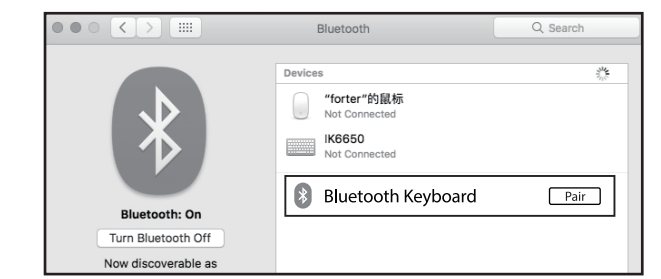 Bluetooth
Search
Bluetooth: On
Turn Bluetooth Off
Now discoverable as
Devices
“forter”的鼠标
Not Connected
IK6650
Not Connected
Bluetooth Keyboard
Pair